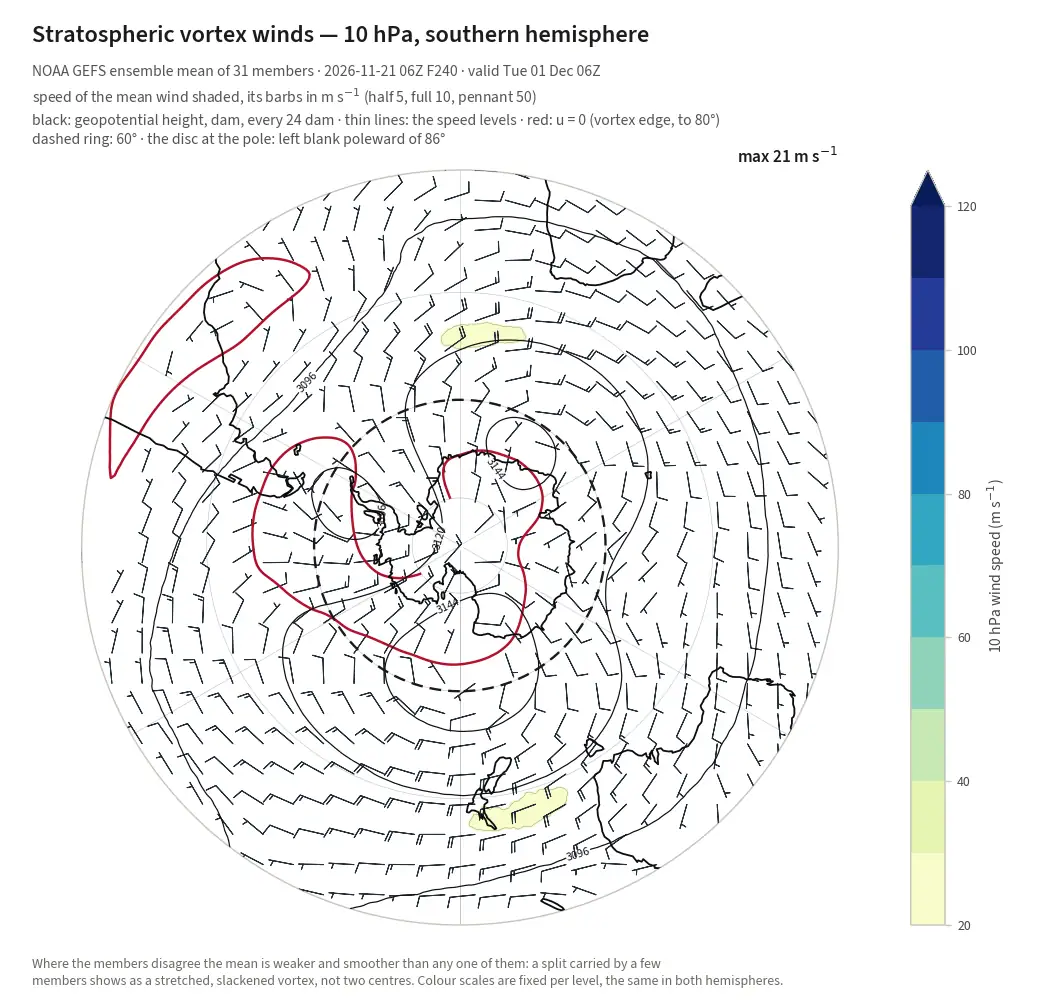 Stratospheric vortex winds — 10 hPa, southern hemisphere
NOAA GEFS ensemble mean of 31 members · 2026-11-21 06Z F240 · valid Tue 01 Dec 06Z
speed of the mean wind shaded, its barbs in m s⁻¹ (half 5, full 10, pennant 50)
black: geopotential height, dam, every 24 dam · thin lines: the speed levels · red: u = 0 (vortex edge, to 80°)
dashed ring: 60° · the disc at the pole: left blank poleward of 86°
max 21 m s⁻¹
120
100
80
60
40
20
10 hPa wind speed (m s⁻¹)
3096
3144
3120
3144
3096
Where the members disagree the mean is weaker and smoother than any one of them: a split carried by a few
members shows as a stretched, slackened vortex, not two centres. Colour scales are fixed per level, the same in both hemispheres.